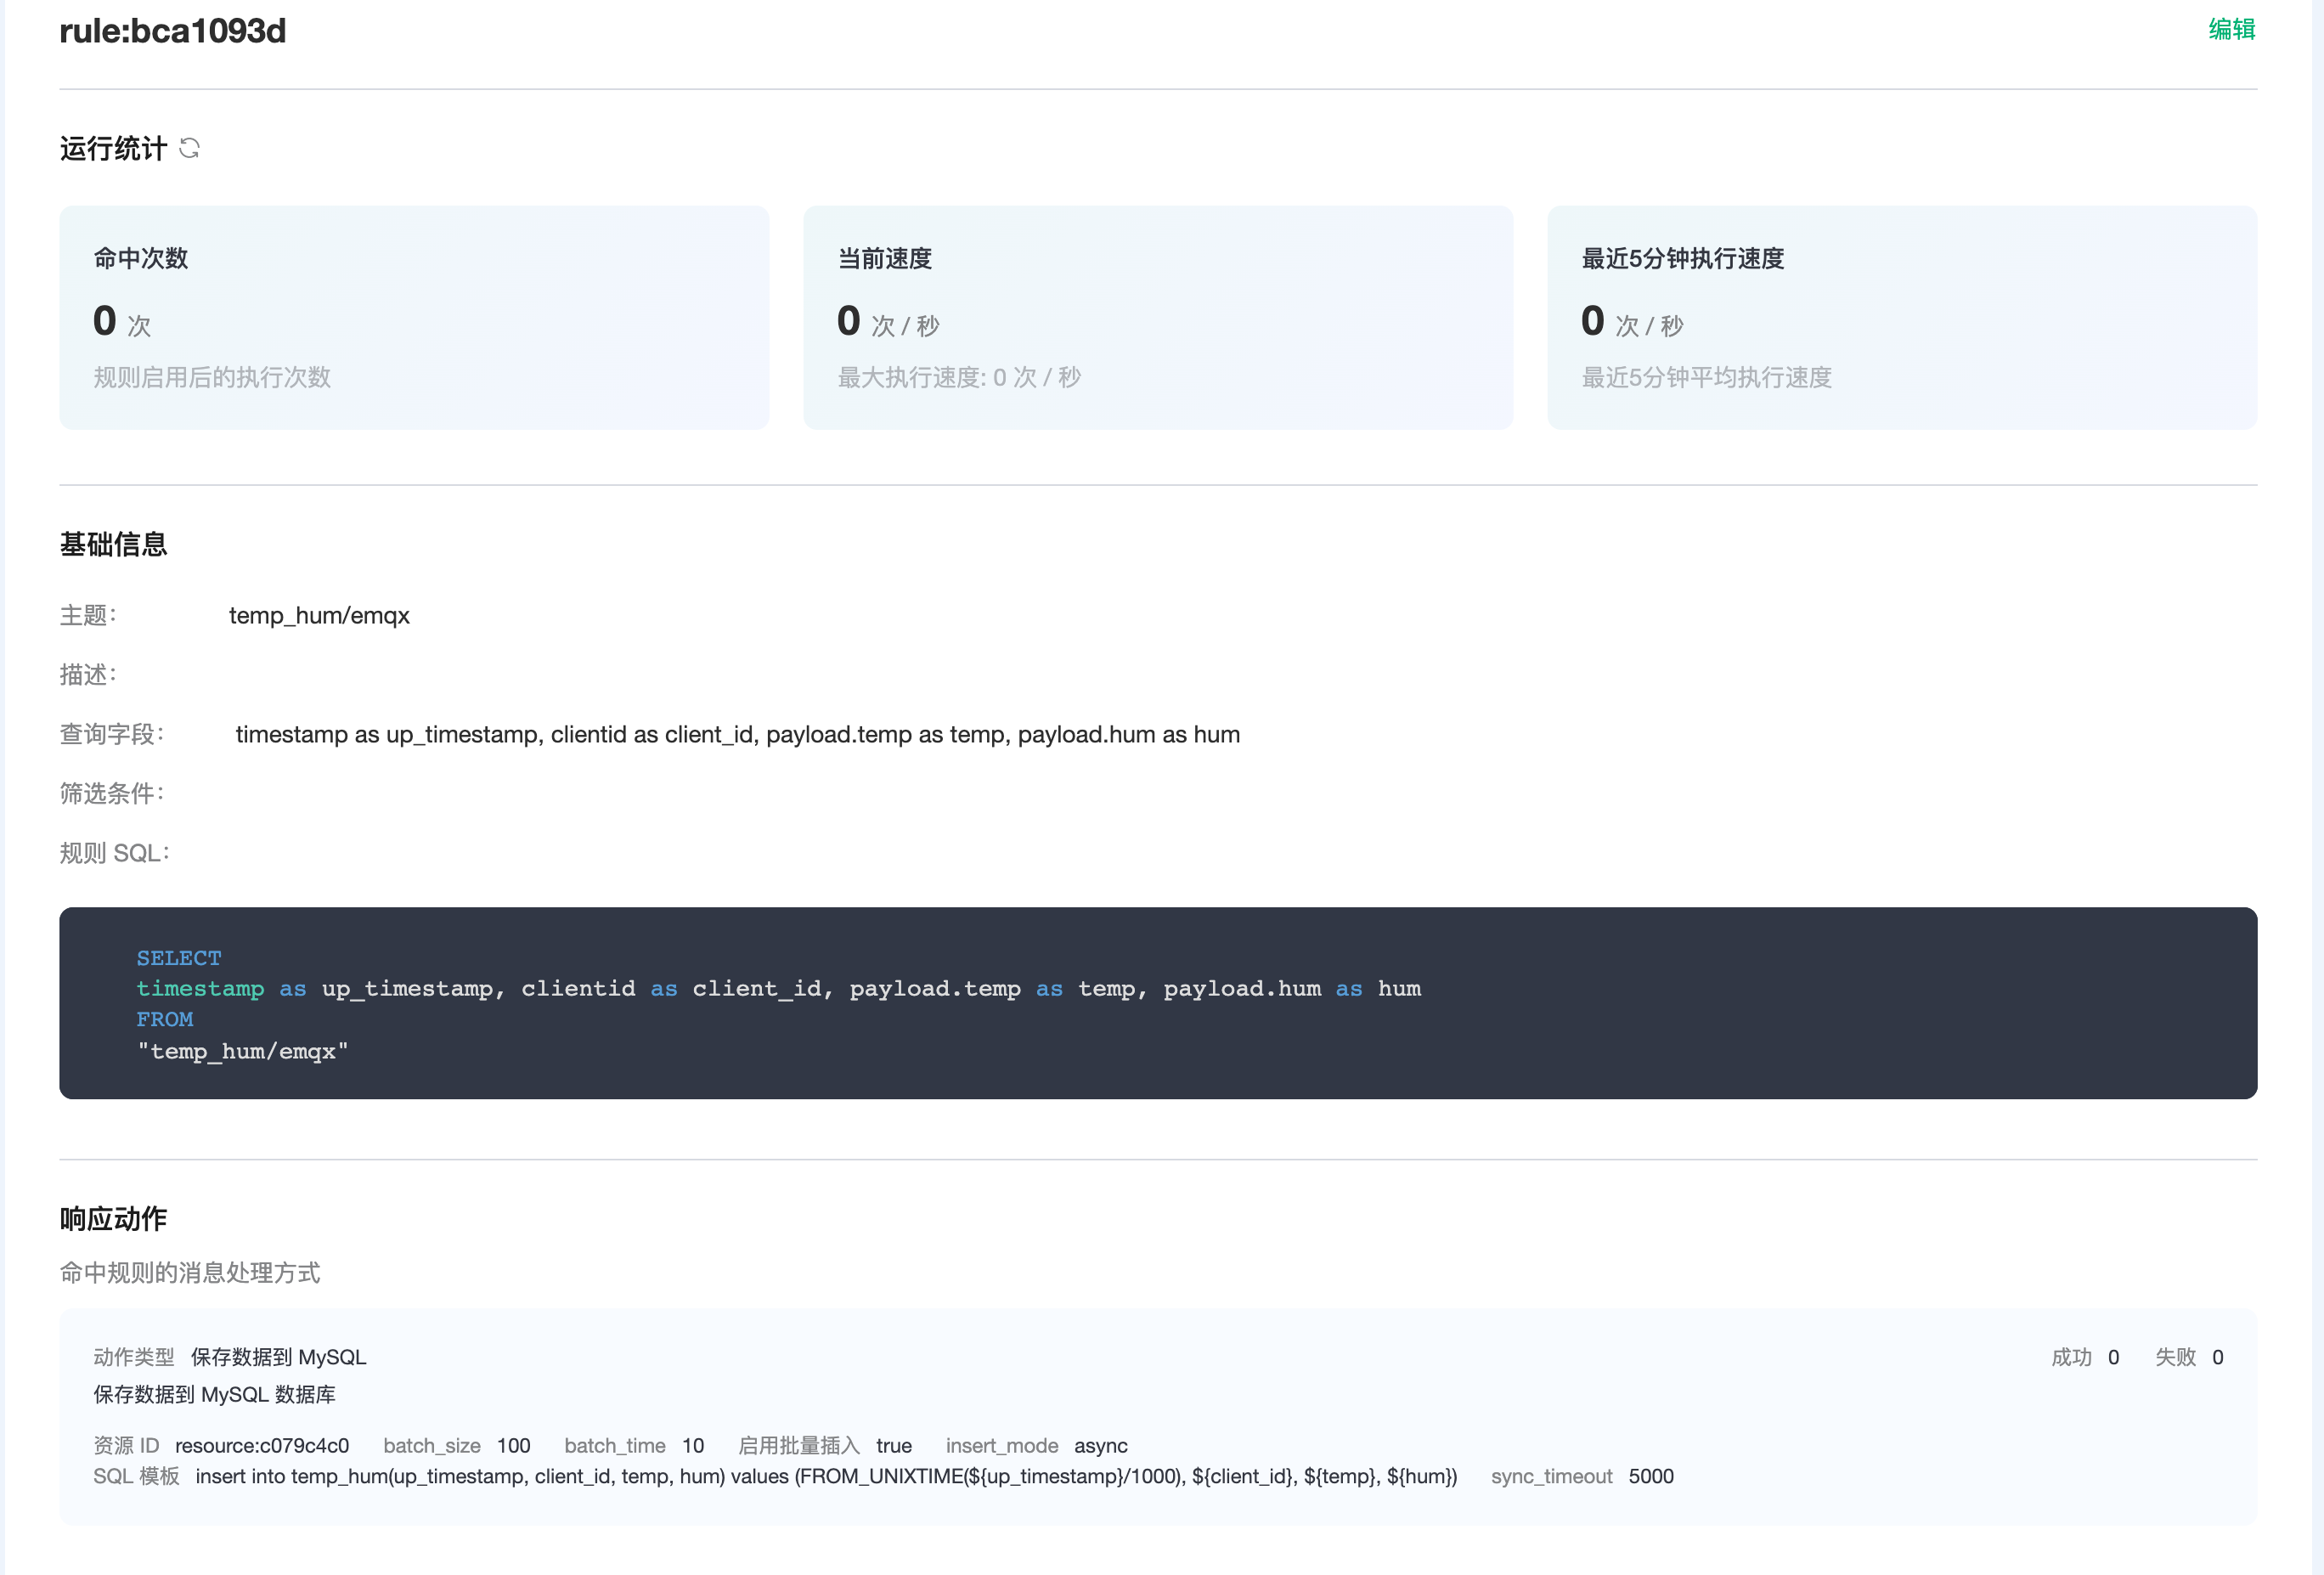 rule:bca1093d
编辑
运行统计
命中次数
0 次
规则启用后的执行次数
当前速度
0 次 / 秒
最大执行速度: 0 次 / 秒
最近5分钟执行速度
0 次 / 秒
最近5分钟平均执行速度
基础信息
主题: temp_hum/emqx
描述:
查询字段: timestamp as up_timestamp, clientid as client_id, payload.temp as temp, payload.hum as hum
筛选条件:
规则 SQL:
SELECT
timestamp as up_timestamp, clientid as client_id, payload.temp as temp, payload.hum as hum
FROM
"temp_hum/emqx"
响应动作
命中规则的消息处理方式
动作类型 保存数据到 MySQL 成功 0 失败 0
保存数据到 MySQL 数据库
资源 ID resource:c079c4c0 batch_size 100 batch_time 10 启用批量插入 true insert_mode async
SQL 模板 insert into temp_hum(up_timestamp, client_id, temp, hum) values (FROM_UNIXTIME(${up_timestamp}/1000), ${client_id}, ${temp}, ${hum}) sync_timeout 5000